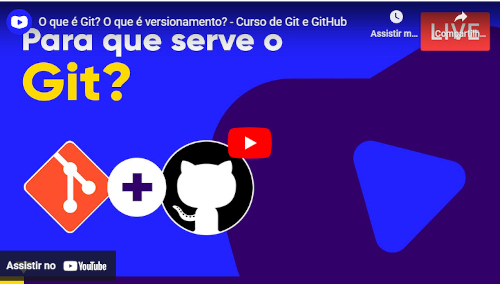 O que é Git? O que é versionamento? - Curso de Git e GitHub
Assistir m...
Compartilh...
LIVE
Para que serve o
Git?
Assistir no YouTube